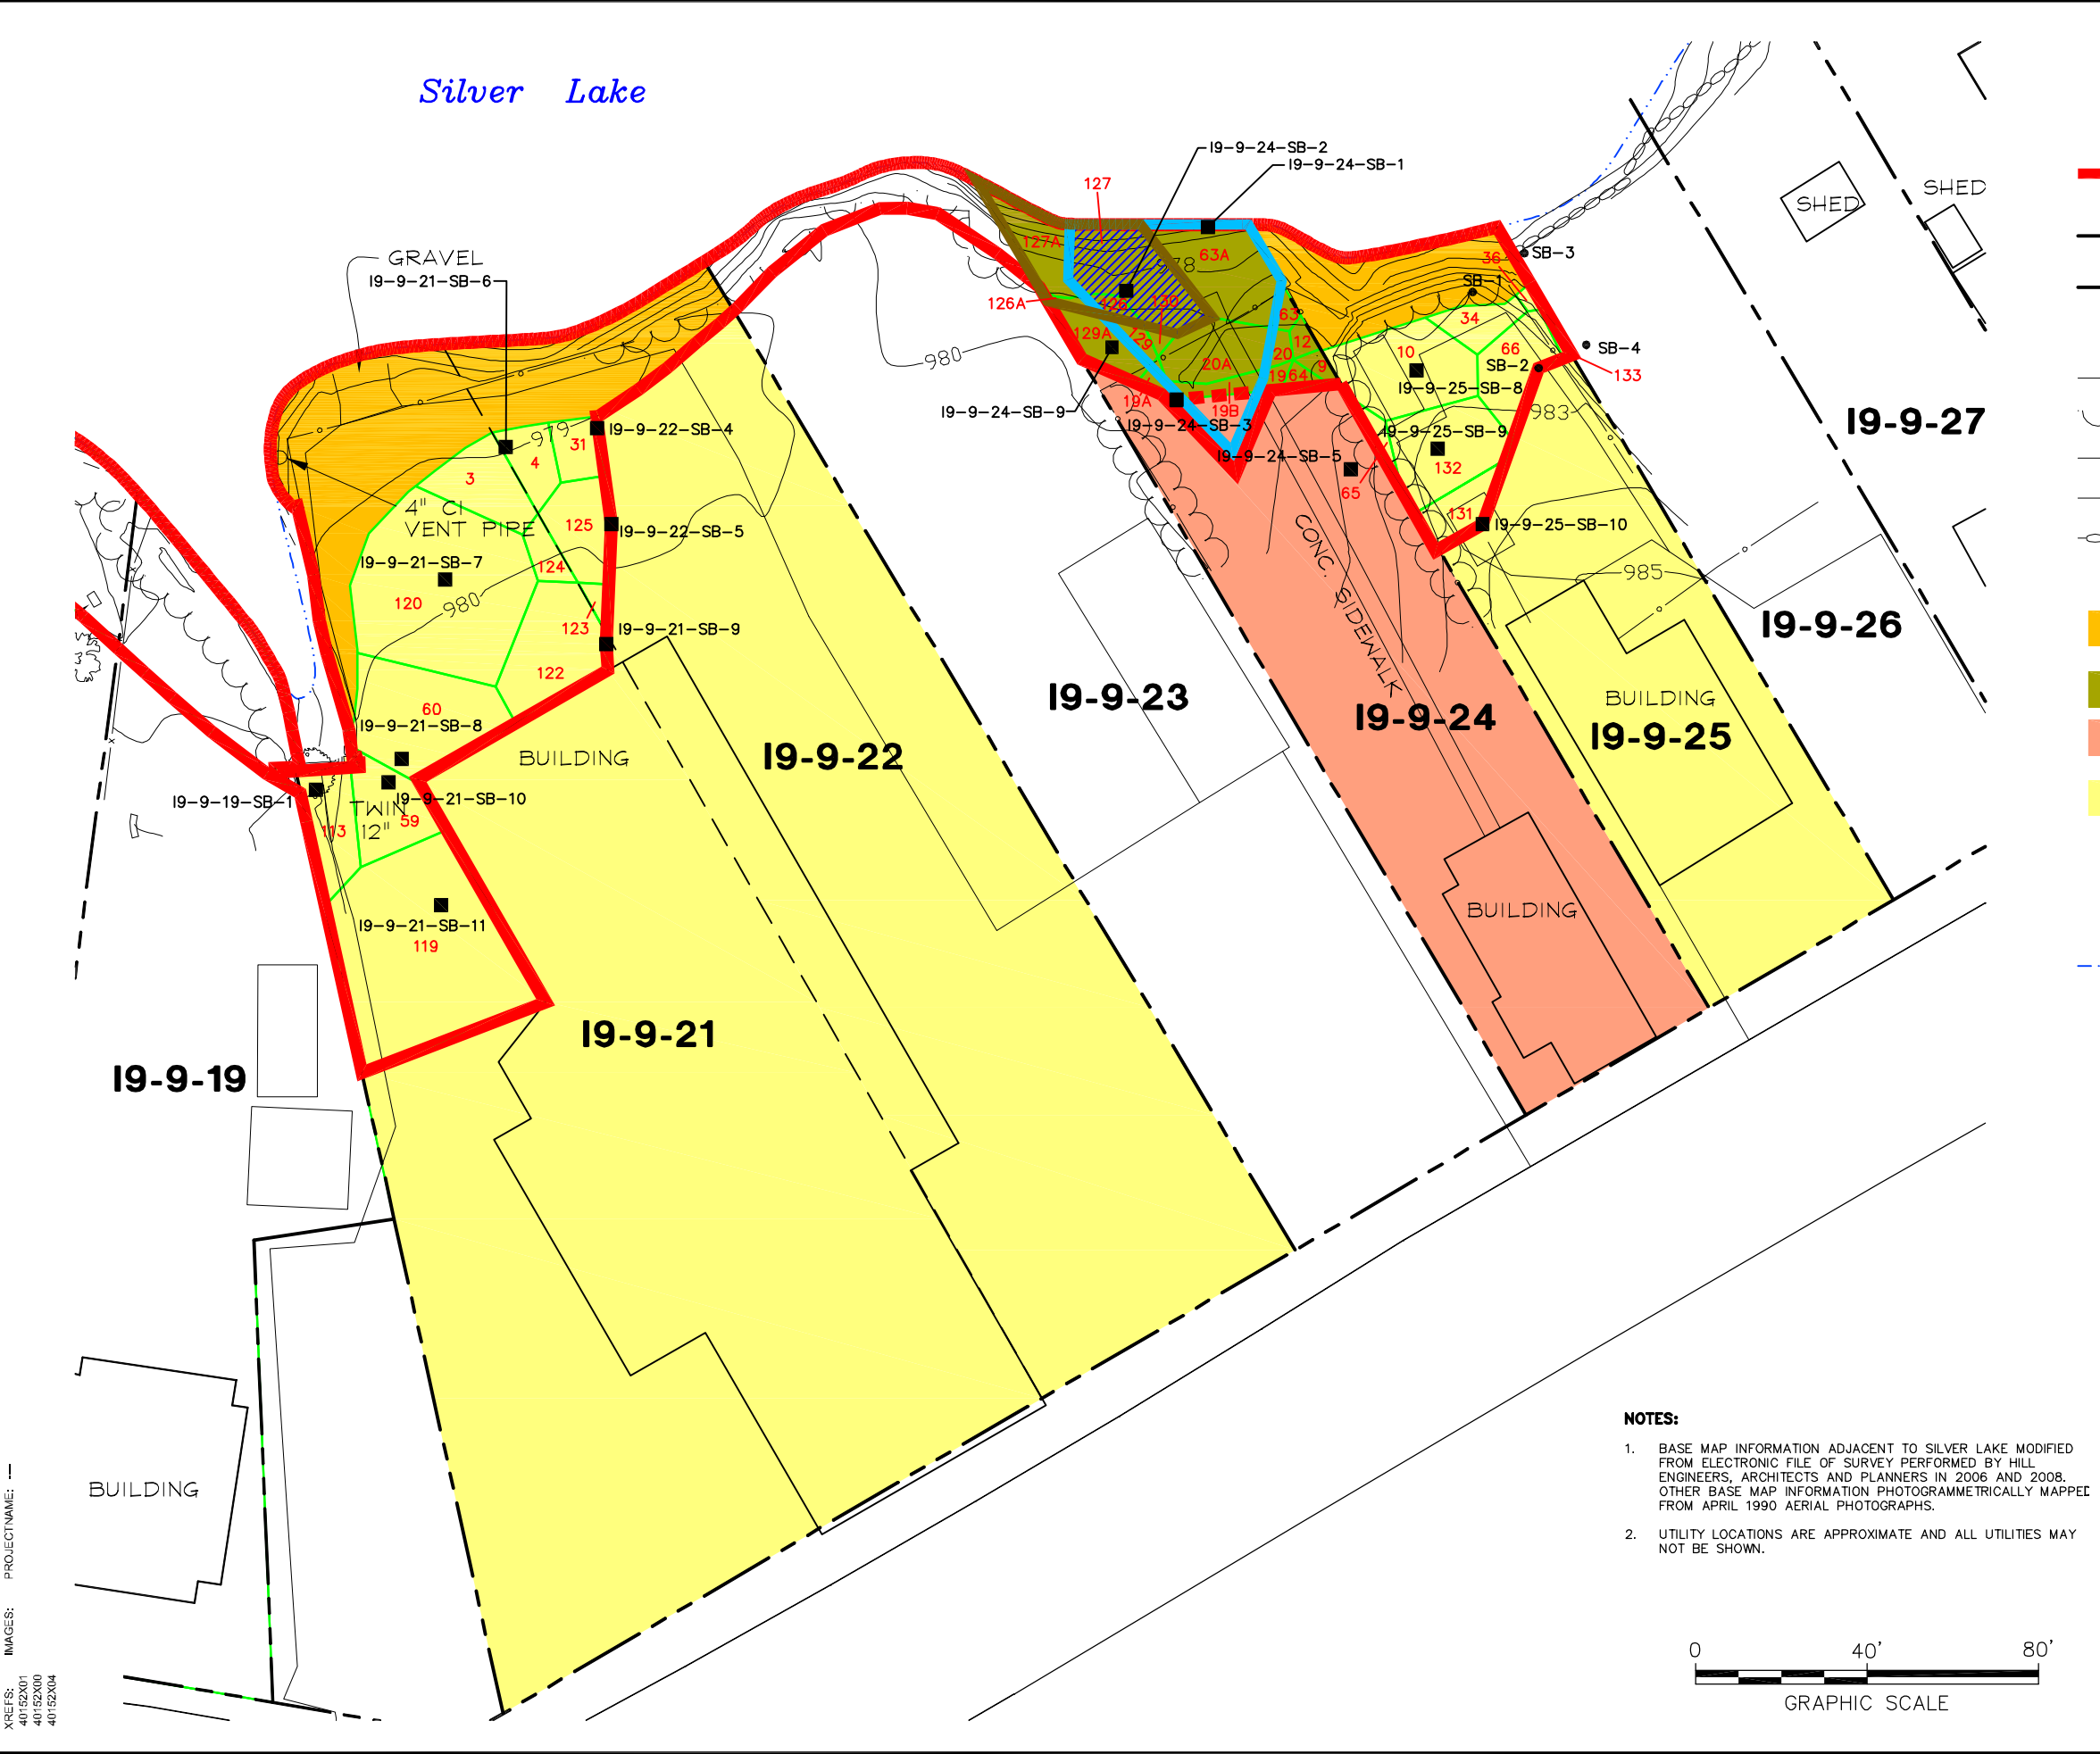 Silver Lake
I9-9-24-SB-2
I9-9-24-SB-1
127
SHED
SHED
127A
63A
78
36
SB-3
GRAVEL
I9-9-21-SB-6
SB-1
126A
126
130
63
34
129A
129
12
10
66
SB-4
980
20A
20
9
SB-2
133
19
64
I9-9-25-SB-8
I9-9-24-SB-9
19A
19B
983
I9-9-27
I9-9-24-SB-3
979
31
I9-9-22-SB-4
I9-9-25-SB-9
4
I9-9-24-SB-5
132
3
65
4" CI
VENT PIPE
125
I9-9-22-SB-5
131
I9-9-25-SB-10
I9-9-21-SB-7
124
985
120
980
CONC. SIDEWALK
123
I9-9-21-SB-9
I9-9-26
122
I9-9-23
BUILDING
60
I9-9-21-SB-8
I9-9-24
I9-9-25
BUILDING
I9-9-22
I9-9-19-SB-1
I9-9-21-SB-10
TWIN
12"
59
113
I9-9-21-SB-11
119
BUILDING
I9-9-21
I9-9-19
BUILDING
NOTES:
1. BASE MAP INFORMATION ADJACENT TO SILVER LAKE MODIFIED
FROM ELECTRONIC FILE OF SURVEY PERFORMED BY HILL
ENGINEERS, ARCHITECTS AND PLANNERS IN 2006 AND 2008.
OTHER BASE MAP INFORMATION PHOTOGRAMMETRICALLY MAPPED
FROM APRIL 1990 AERIAL PHOTOGRAPHS.
2. UTILITY LOCATIONS ARE APPROXIMATE AND ALL UTILITIES MAY
NOT BE SHOWN.
0 40' 80'
GRAPHIC SCALE
XREFS: IMAGES: PROJECTNAME: ---
40152X01
40152X00
40152X04